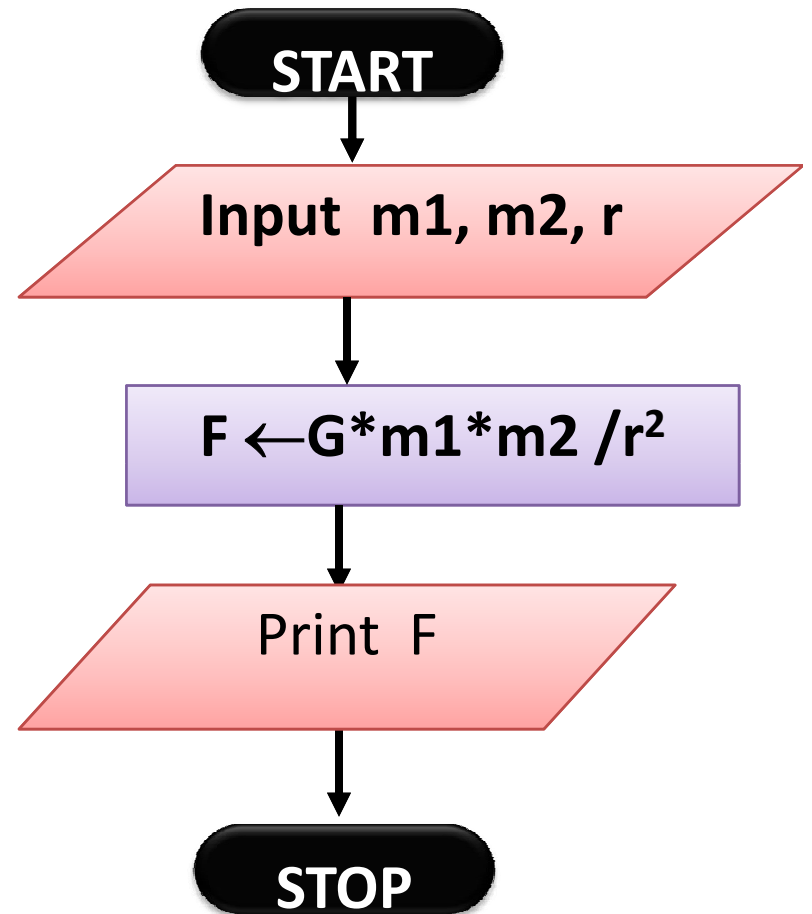 START
Input m1, m2, r
F ←G*m1*m2 /r²
Print F
STOP